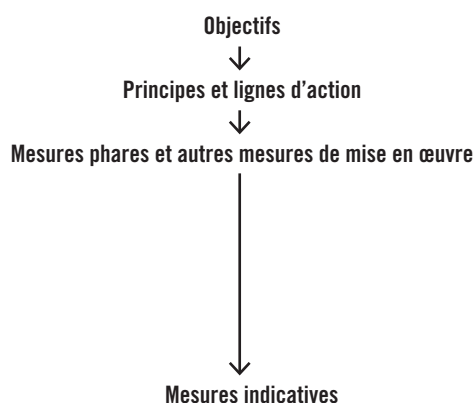 Objectifs
Principes et lignes d’action
Mesures phares et autres mesures de mise en œuvre
Mesures indicatives